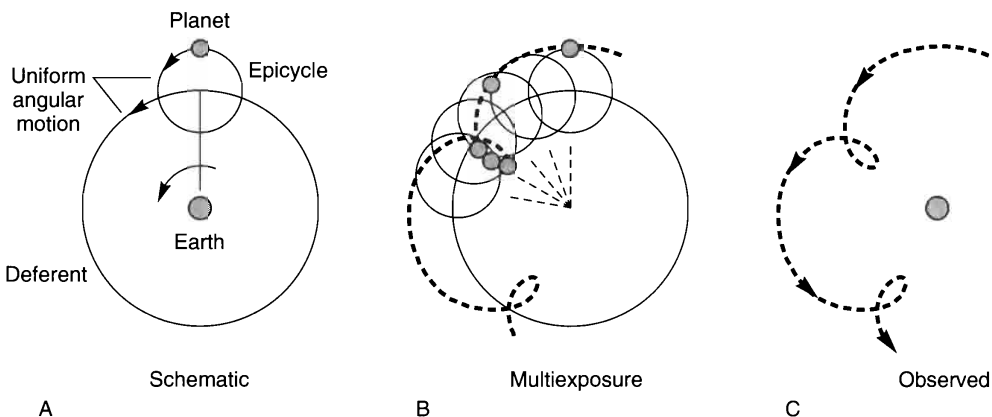 Planet
Uniform
angular
motion
Epicycle
Earth
Deferent
Schematic
Multiexposure
Observed
A
B
C